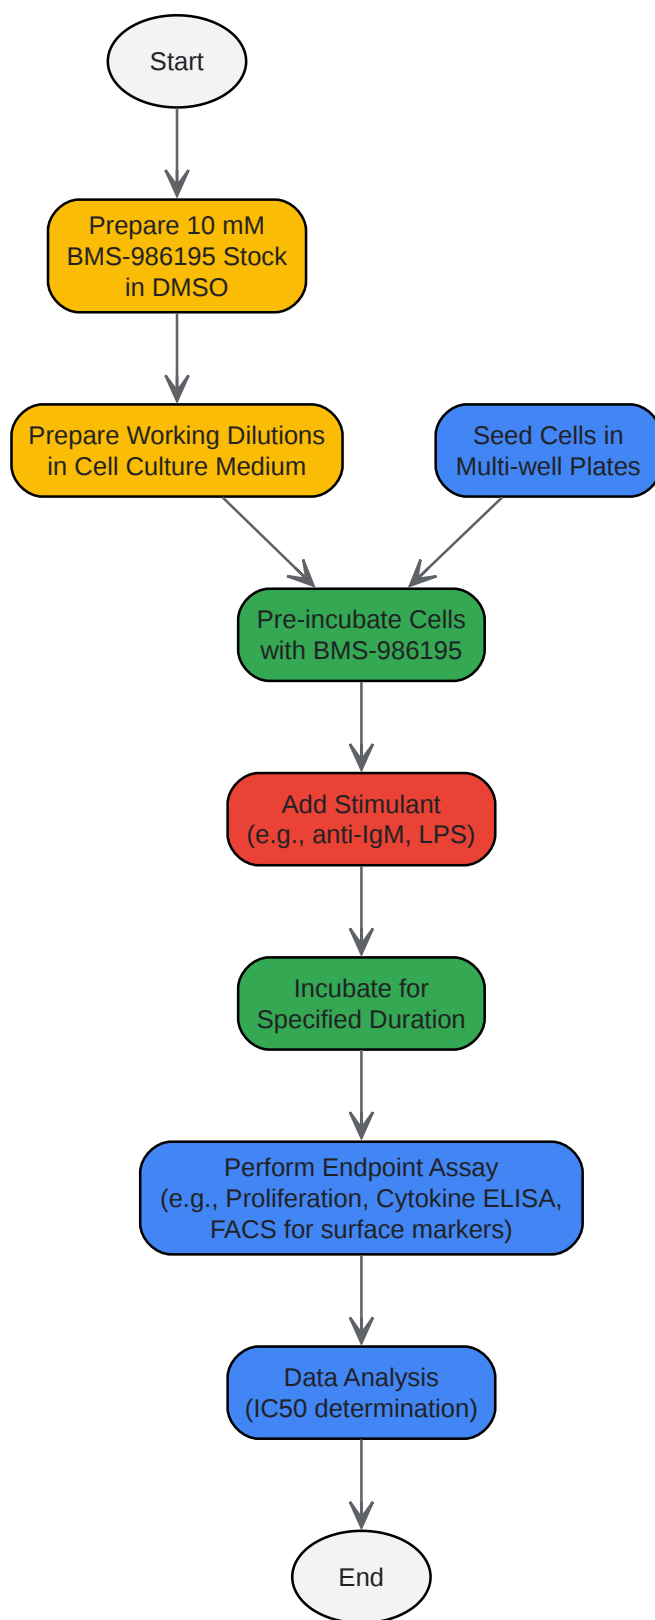 Start
Prepare 10 mM
BMS-986195 Stock
in DMSO
Prepare Working Dilutions
in Cell Culture Medium
Seed Cells in
Multi-well Plates
Pre-incubate Cells
with BMS-986195
Add Stimulant
(e.g., anti-IgM, LPS)
Incubate for
Specified Duration
Perform Endpoint Assay
(e.g., Proliferation, Cytokine ELISA,
FACS for surface markers)
Data Analysis
(IC50 determination)
End